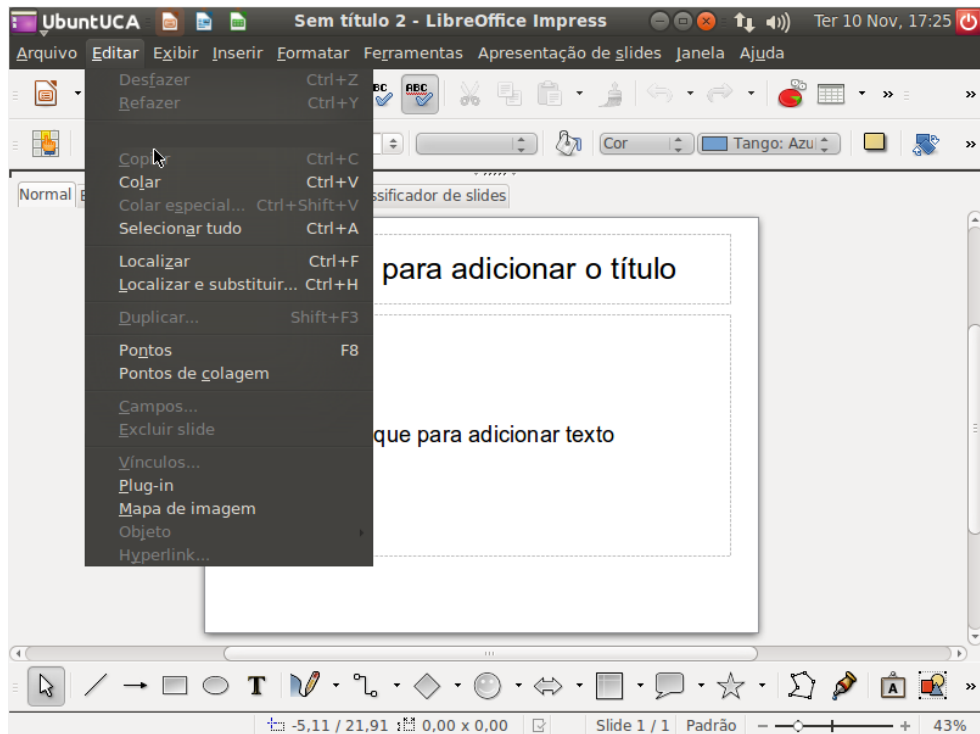 UbuntUCA Sem título 2 - LibreOffice Impress Ter 10 Nov, 17:25
Arquivo Editar Exibir Inserir Formatar Ferramentas Apresentação de slides Janela Ajuda
Desfazer Ctrl+Z
Refazer Ctrl+Y
Copiar Ctrl+C
Colar Ctrl+V
Colar especial... Ctrl+Shift+V
Selecionar tudo Ctrl+A
Localizar Ctrl+F
Localizar e substituir... Ctrl+H
Duplicar... Shift+F3
Pontos F8
Pontos de colagem
Campos...
Excluir slide
Vínculos...
Plug-in
Mapa de imagem
Objeto
Hyperlink...
ABC
Cor Tango: Azul
Normal ssificador de slides
para adicionar o título
que para adicionar texto
T A
-5,11 / 21,91 0,00 x 0,00 Slide 1 / 1 Padrão 43%